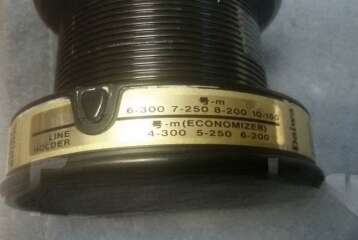 号-m
6-300 7-250 8-200 10-150
号-m(ECONOMIZER)
4-300 5-250 6-200
LINE
HOLDER
Daiwa